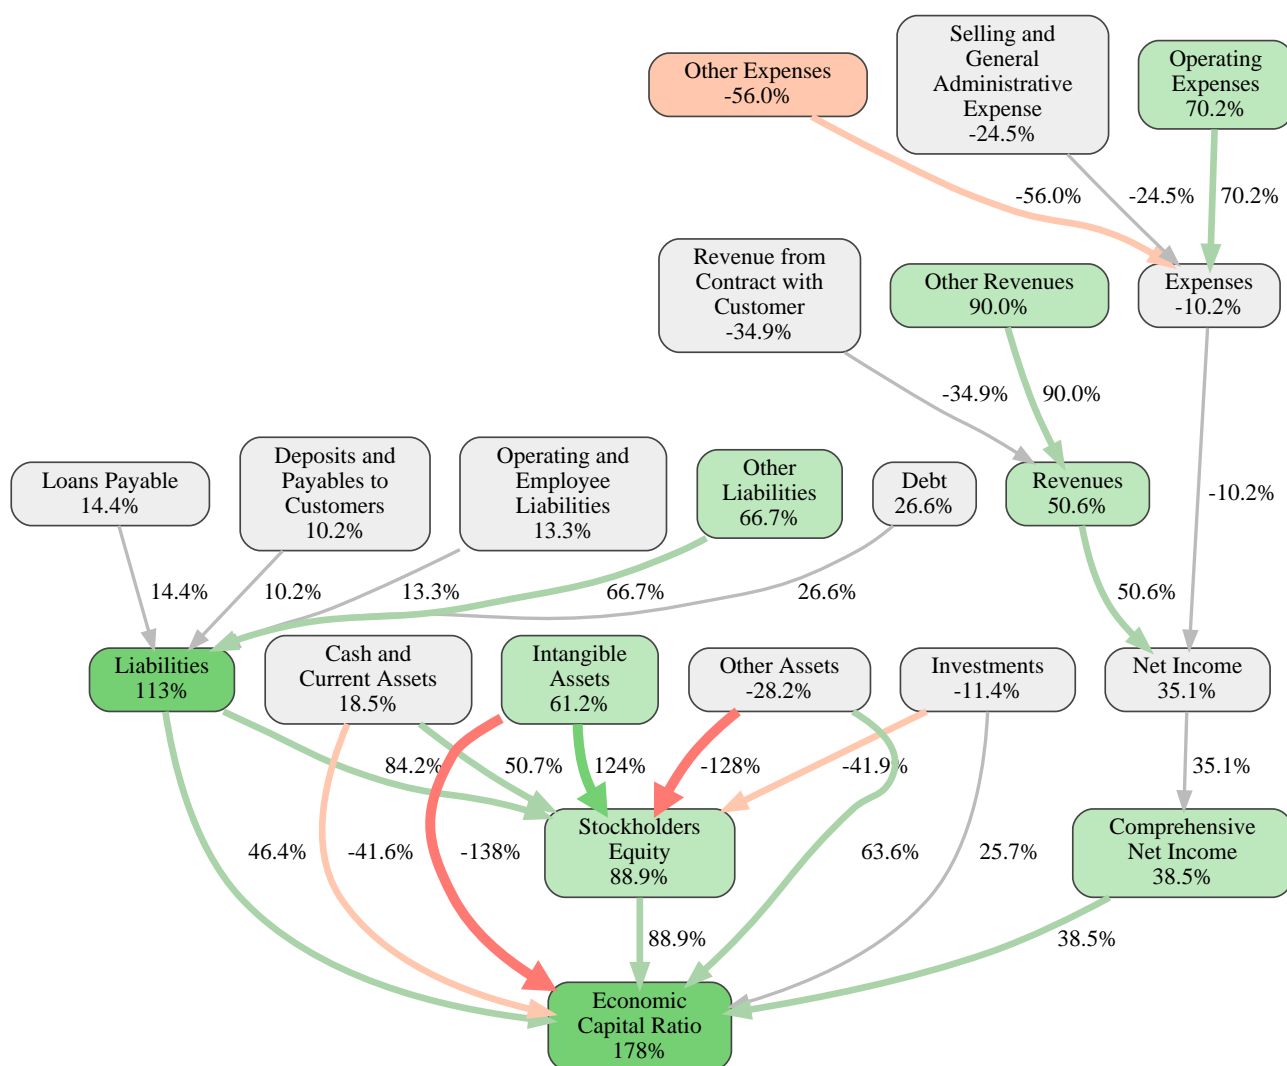 Selling and
General
Administrative
Expense
-24.5%
Other Expenses
-56.0%
Operating
Expenses
70.2%
-56.0%
-24.5%
70.2%
Revenue from
Contract with
Customer
-34.9%
Other Revenues
90.0%
Expenses
-10.2%
-34.9%
90.0%
-10.2%
Loans Payable
14.4%
Deposits and
Payables to
Customers
10.2%
Operating and
Employee
Liabilities
13.3%
Other
Liabilities
66.7%
Debt
26.6%
Revenues
50.6%
14.4%
10.2%
13.3%
66.7%
26.6%
50.6%
Liabilities
113%
Cash and
Current Assets
18.5%
Intangible
Assets
61.2%
Other Assets
-28.2%
Investments
-11.4%
Net Income
35.1%
84.2%
50.7%
124%
-128%
-41.9%
35.1%
Stockholders
Equity
88.9%
Comprehensive
Net Income
38.5%
46.4%
-41.6%
-138%
63.6%
25.7%
88.9%
38.5%
Economic
Capital Ratio
178%